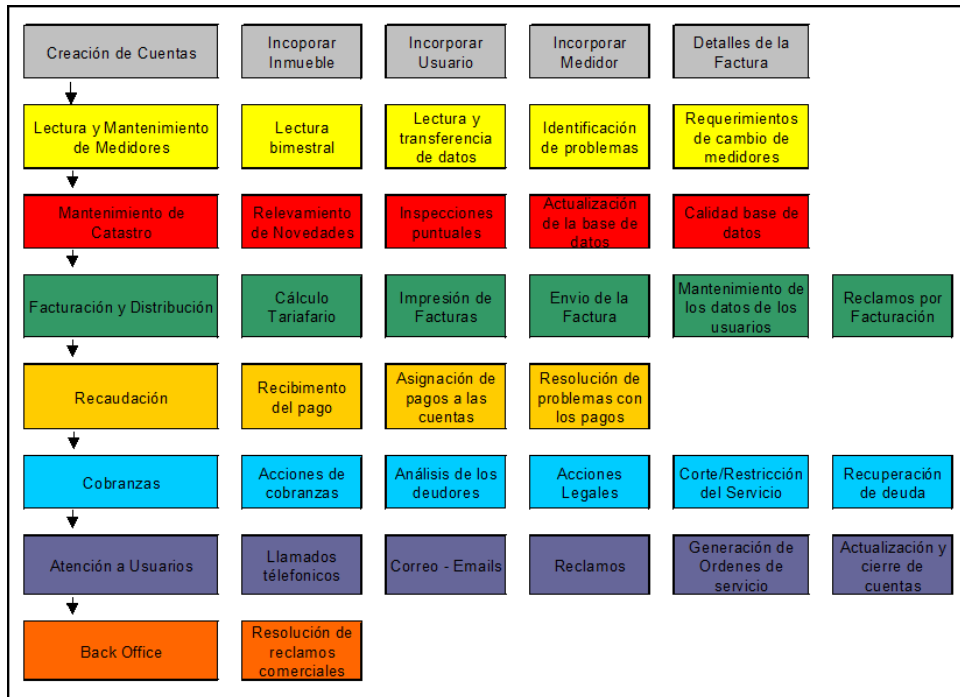 Creación de Cuentas
Incoporar
Inmueble
Incorporar
Usuario
Incorporar
Medidor
Detalles de la
Factura
Lectura y Mantenimiento
de Medidores
Lectura
bimestral
Lectura y
transferencia
de datos
Identificación
de problemas
Requerimientos
de cambio de
medidores
Mantenimiento de
Catastro
Relevamiento
de Novedades
Inspecciones
puntuales
Actualización
de la base de
datos
Calidad base de
datos
Facturación y Distribución
Cálculo
Tariafario
Impresión de
Facturas
Envio de la
Factura
Mantenimiento de
los datos de los
usuarios
Reclamos por
Facturación
Recaudación
Recibimento
del pago
Asignación de
pagos a las
cuentas
Resolución de
problemas con
los pagos
Cobranzas
Acciones de
cobranzas
Análisis de los
deudores
Acciones
Legales
Corte/Restricción
del Servicio
Recuperación
de deuda
Atención a Usuarios
Llamados
télefonicos
Correo - Emails
Reclamos
Generación de
Ordenes de
servicio
Actualización y
cierre de
cuentas
Back Office
Resolución de
reclamos
comerciales